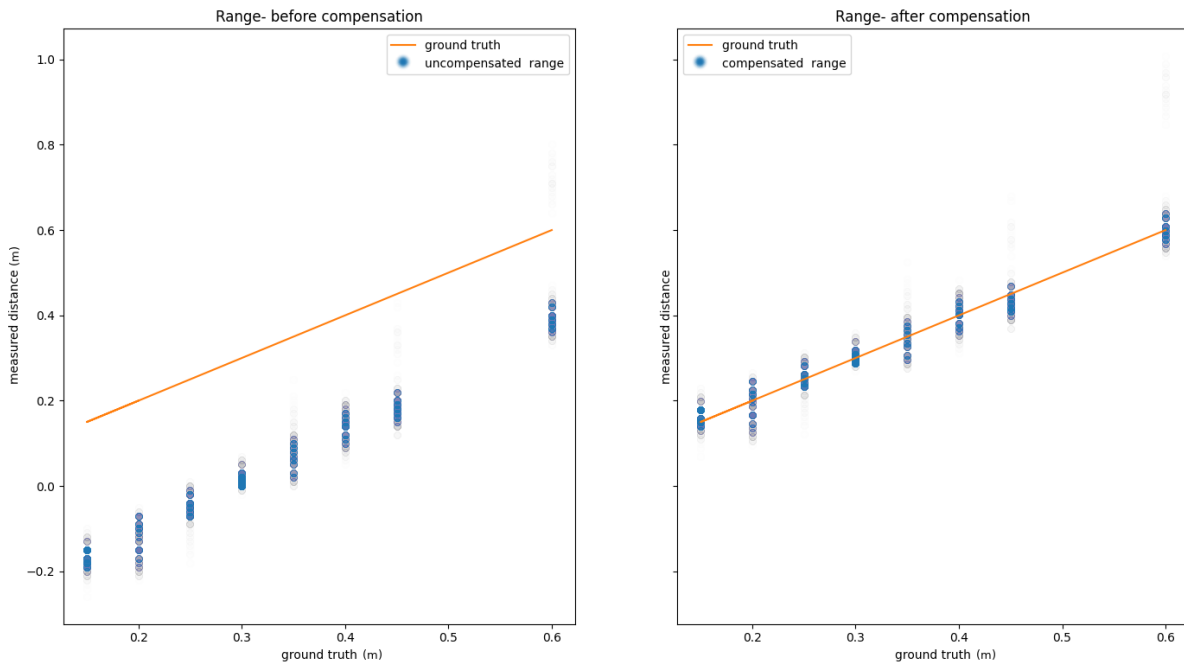 Range- before compensation
ground truth
uncompensated  range
1.0
0.8
0.6
0.4
0.2
0.0
−0.2
measured distance (m)
0.2 0.3 0.4 0.5 0.6
ground truth (m)
Range- after compensation
ground truth
compensated  range
measured distance
0.2 0.3 0.4 0.5 0.6
ground truth (m)